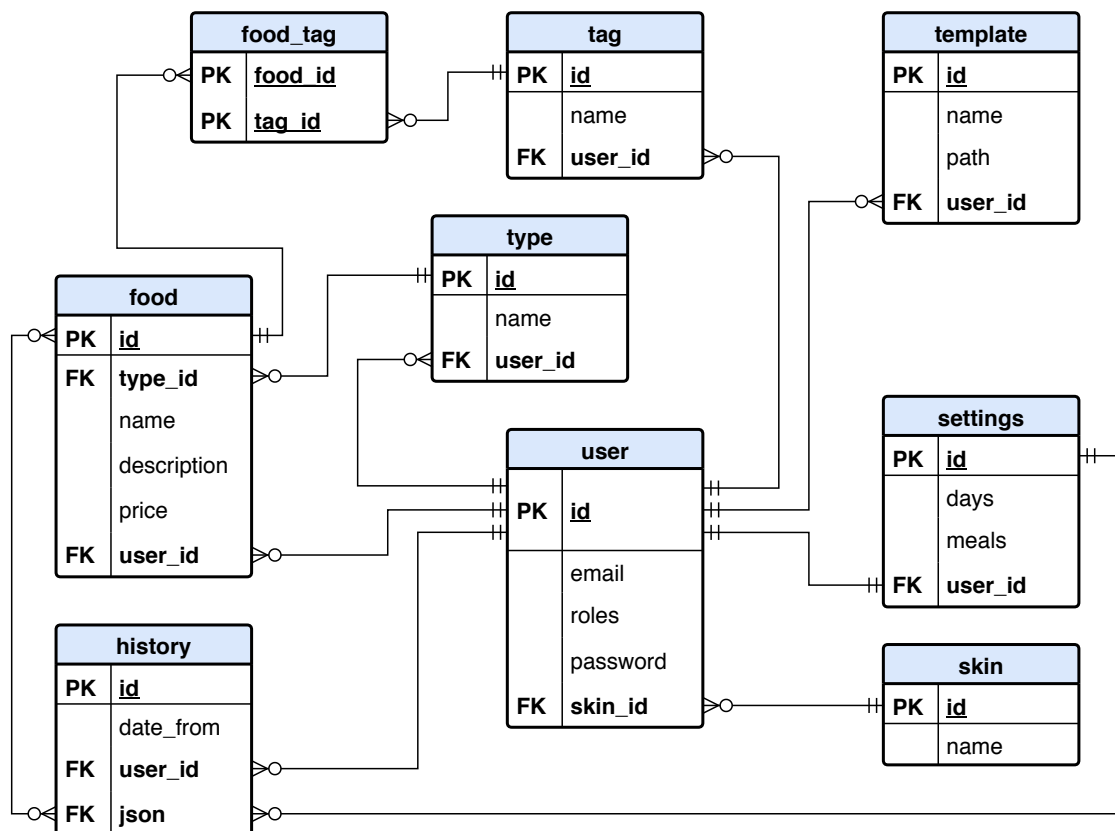 food_tag
PK food_id
PK tag_id
tag
PK id
name
FK user_id
template
PK id
name
path
FK user_id
type
PK id
name
FK user_id
food
PK id
FK type_id
name
description
price
FK user_id
user
PK id
email
roles
password
FK skin_id
settings
PK id
days
meals
FK user_id
history
PK id
date_from
FK user_id
FK json
skin
PK id
name